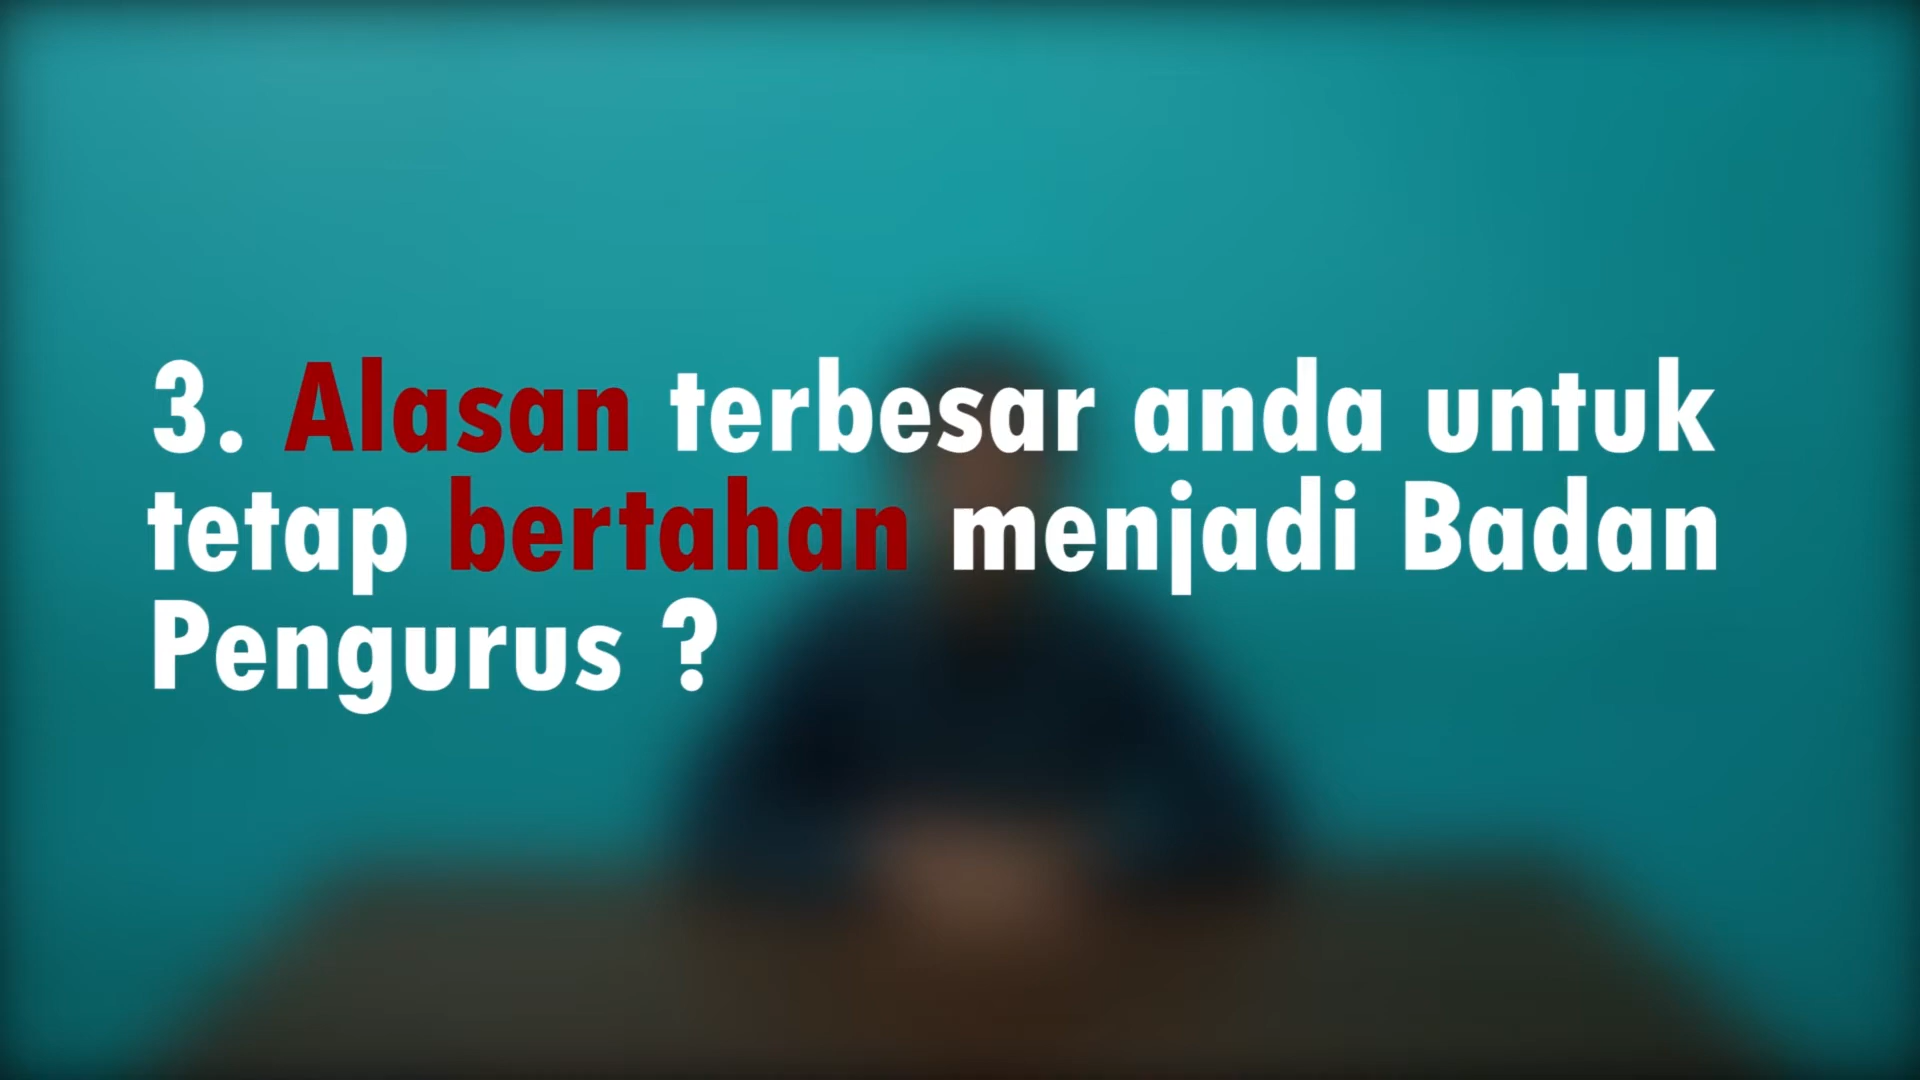 3. Alasan terbesar anda untuk
tetap bertahan menjadi Badan
Pengurus ?